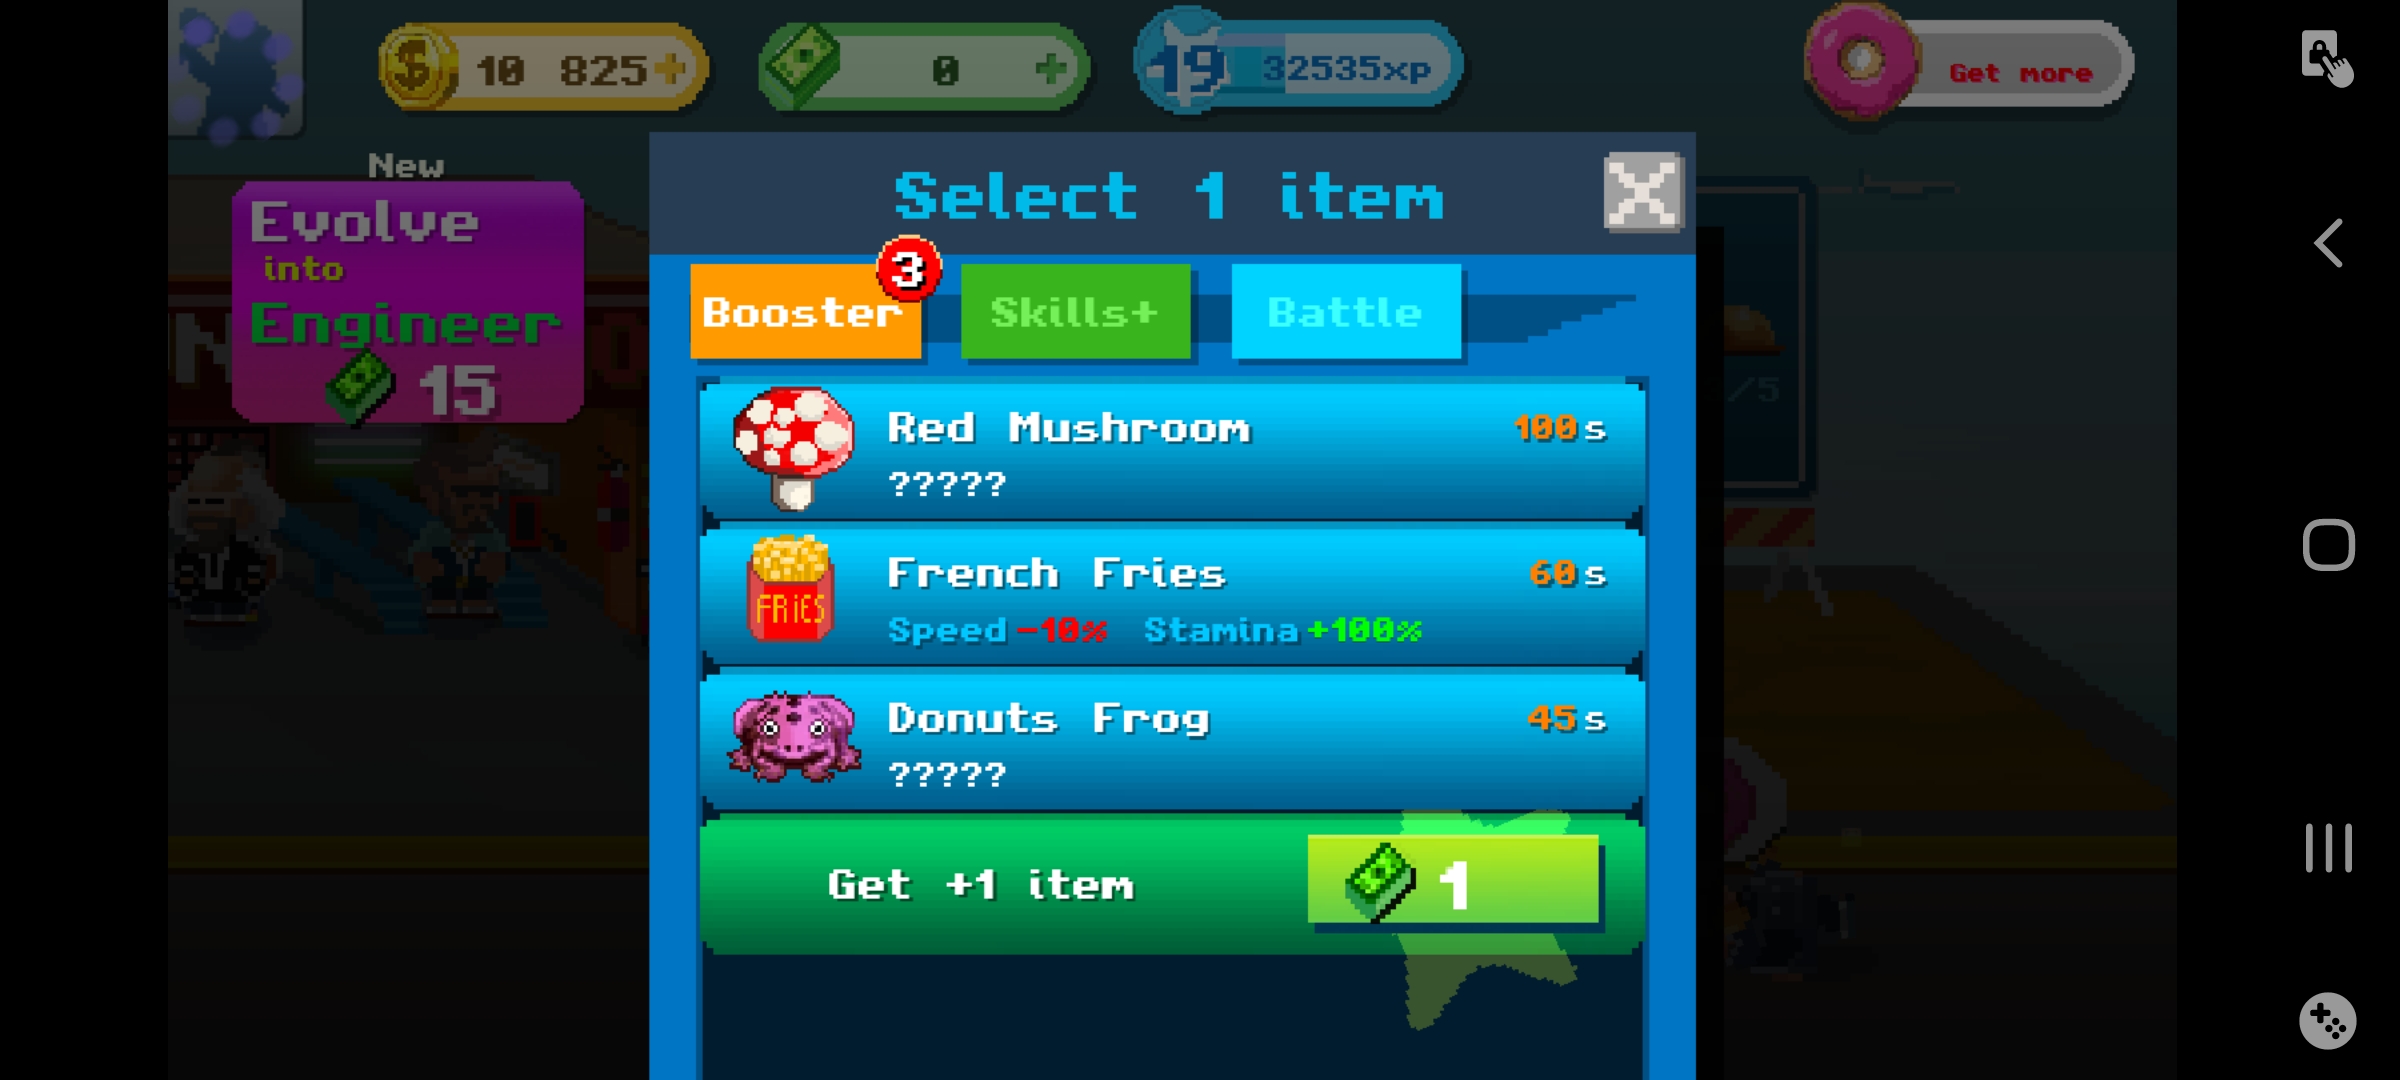 10 825
0
19
32535xp
Get more
New
Evolve
into
Engineer
15
Select 1 item
Booster
3
Skills+
Battle
Red Mushroom
100s
?????
French Fries
60s
FRiES
Speed -10% Stamina +100%
Donuts Frog
45s
?????
Get +1 item
1
/5